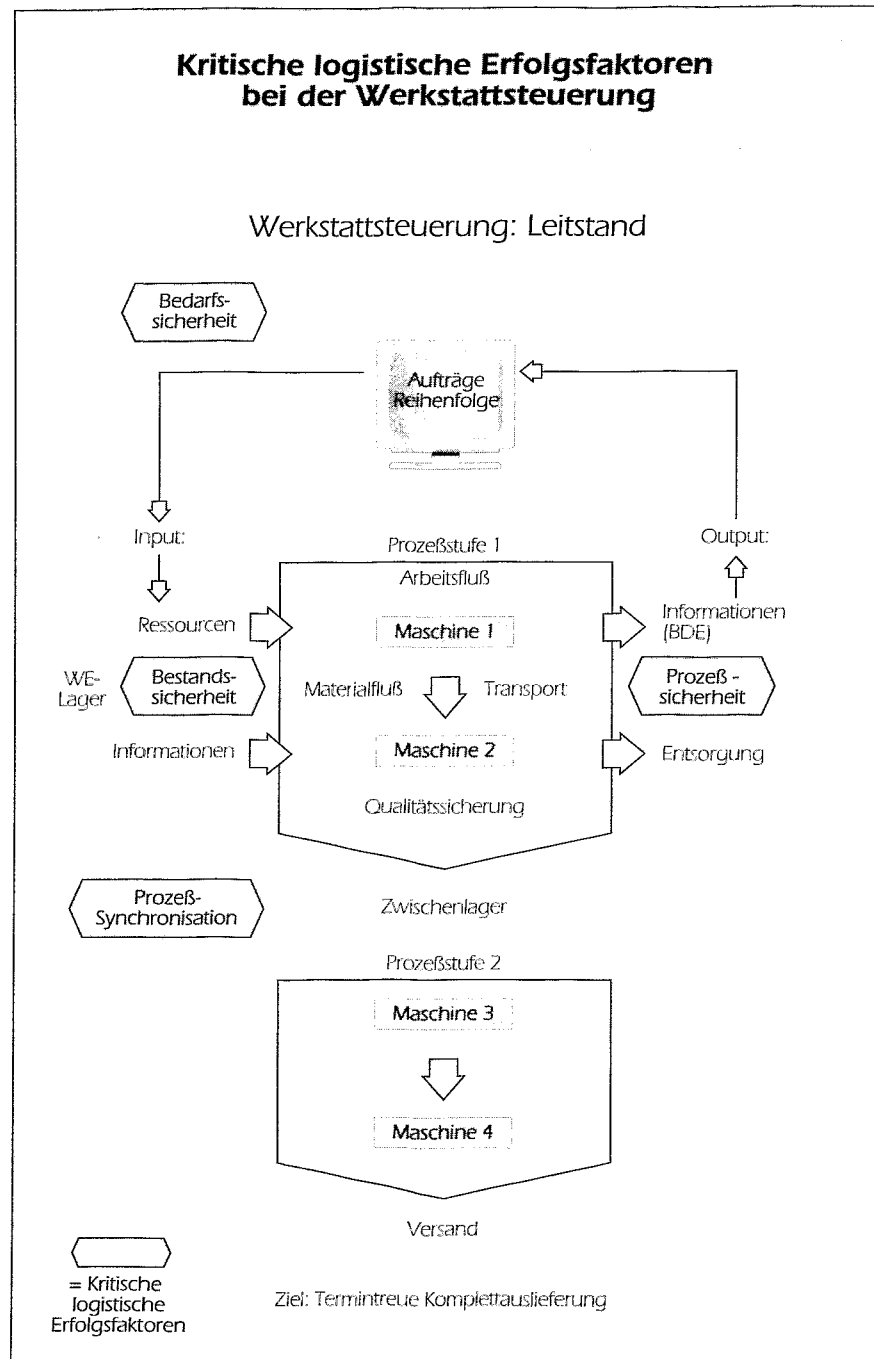 Kritische logistische Erfolgsfaktoren
bei der Werkstattsteuerung
Werkstattsteuerung: Leitstand
Bedarfs-
sicherheit
Aufträge
Reihenfolge
Input:
Output:
Prozeßstufe 1
Arbeitsfluß
Ressourcen
Maschine 1
Informationen
(BDE)
WE-
Lager
Bestands-
sicherheit
Materialfluß
Transport
Prozeß -
sicherheit
Informationen
Maschine 2
Entsorgung
Qualitätssicherung
Prozeß-
Synchronisation
Zwischenlager
Prozeßstufe 2
Maschine 3
Maschine 4
Versand
= Kritische
logistische
Erfolgsfaktoren
Ziel: Termintreue Komplettauslieferung